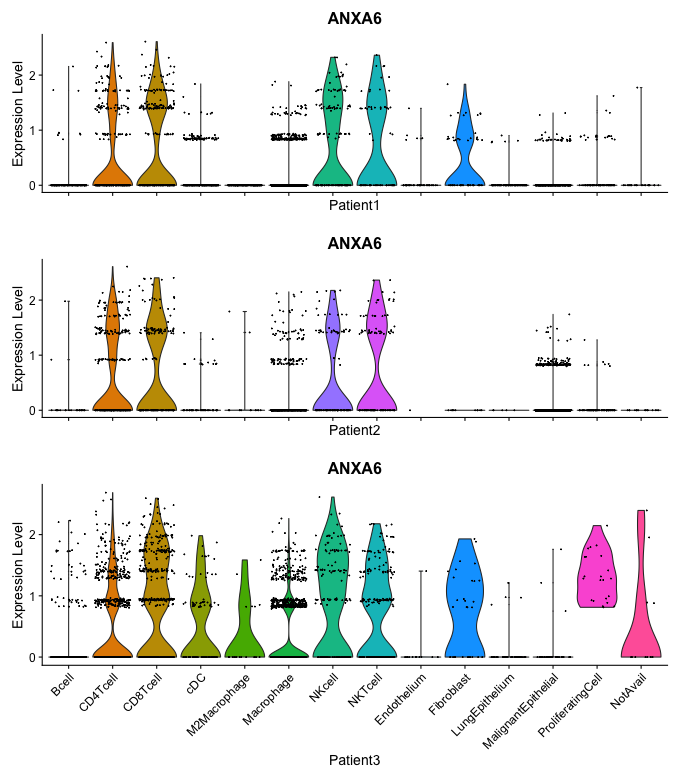 ANXA6
Expression Level
2
1
0
Patient1
ANXA6
Expression Level
2
1
0
Patient2
ANXA6
Expression Level
2
1
0
Bcell
CD4Tcell
CD8Tcell
cDC
M2Macrophage
Macrophage
NKcell
NKTcell
Endothelium
Fibroblast
LungEpithelium
MalignantEpithelial
ProliferatingCell
NotAvail
Patient3